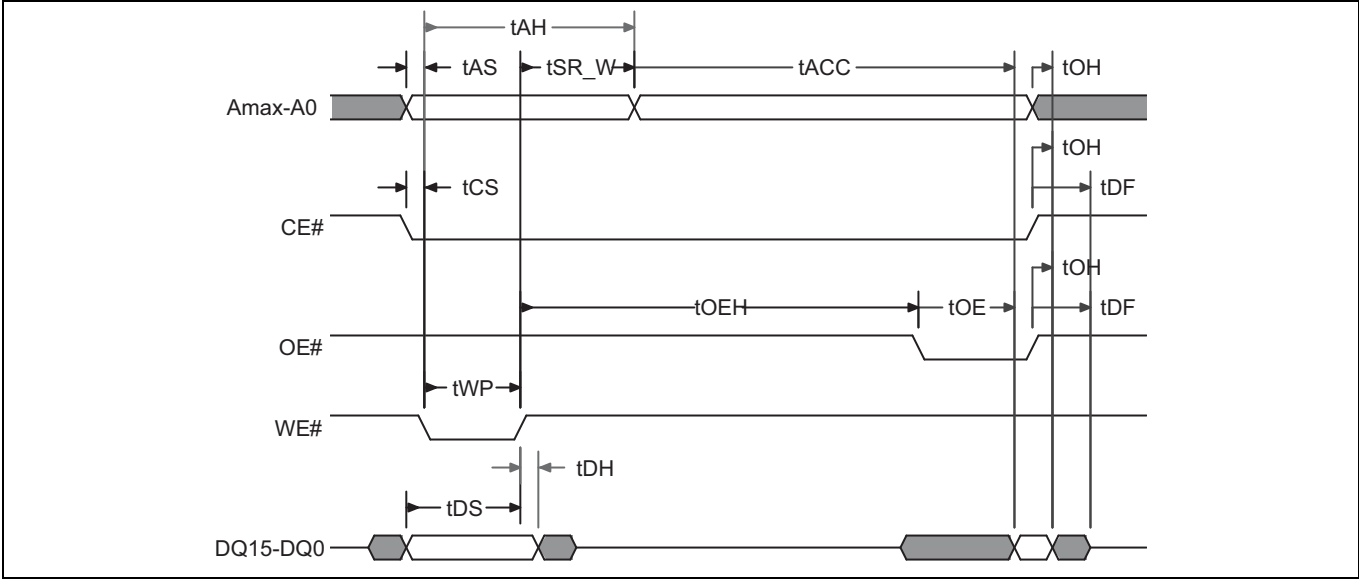 tAH
tAS
tSR_W
tACC
tOH
Amax-A0
tOH
tCS
tDF
CE#
tOH
tOEH
tOE
tDF
OE#
tWP
WE#
tDH
tDS
DQ15-DQ0